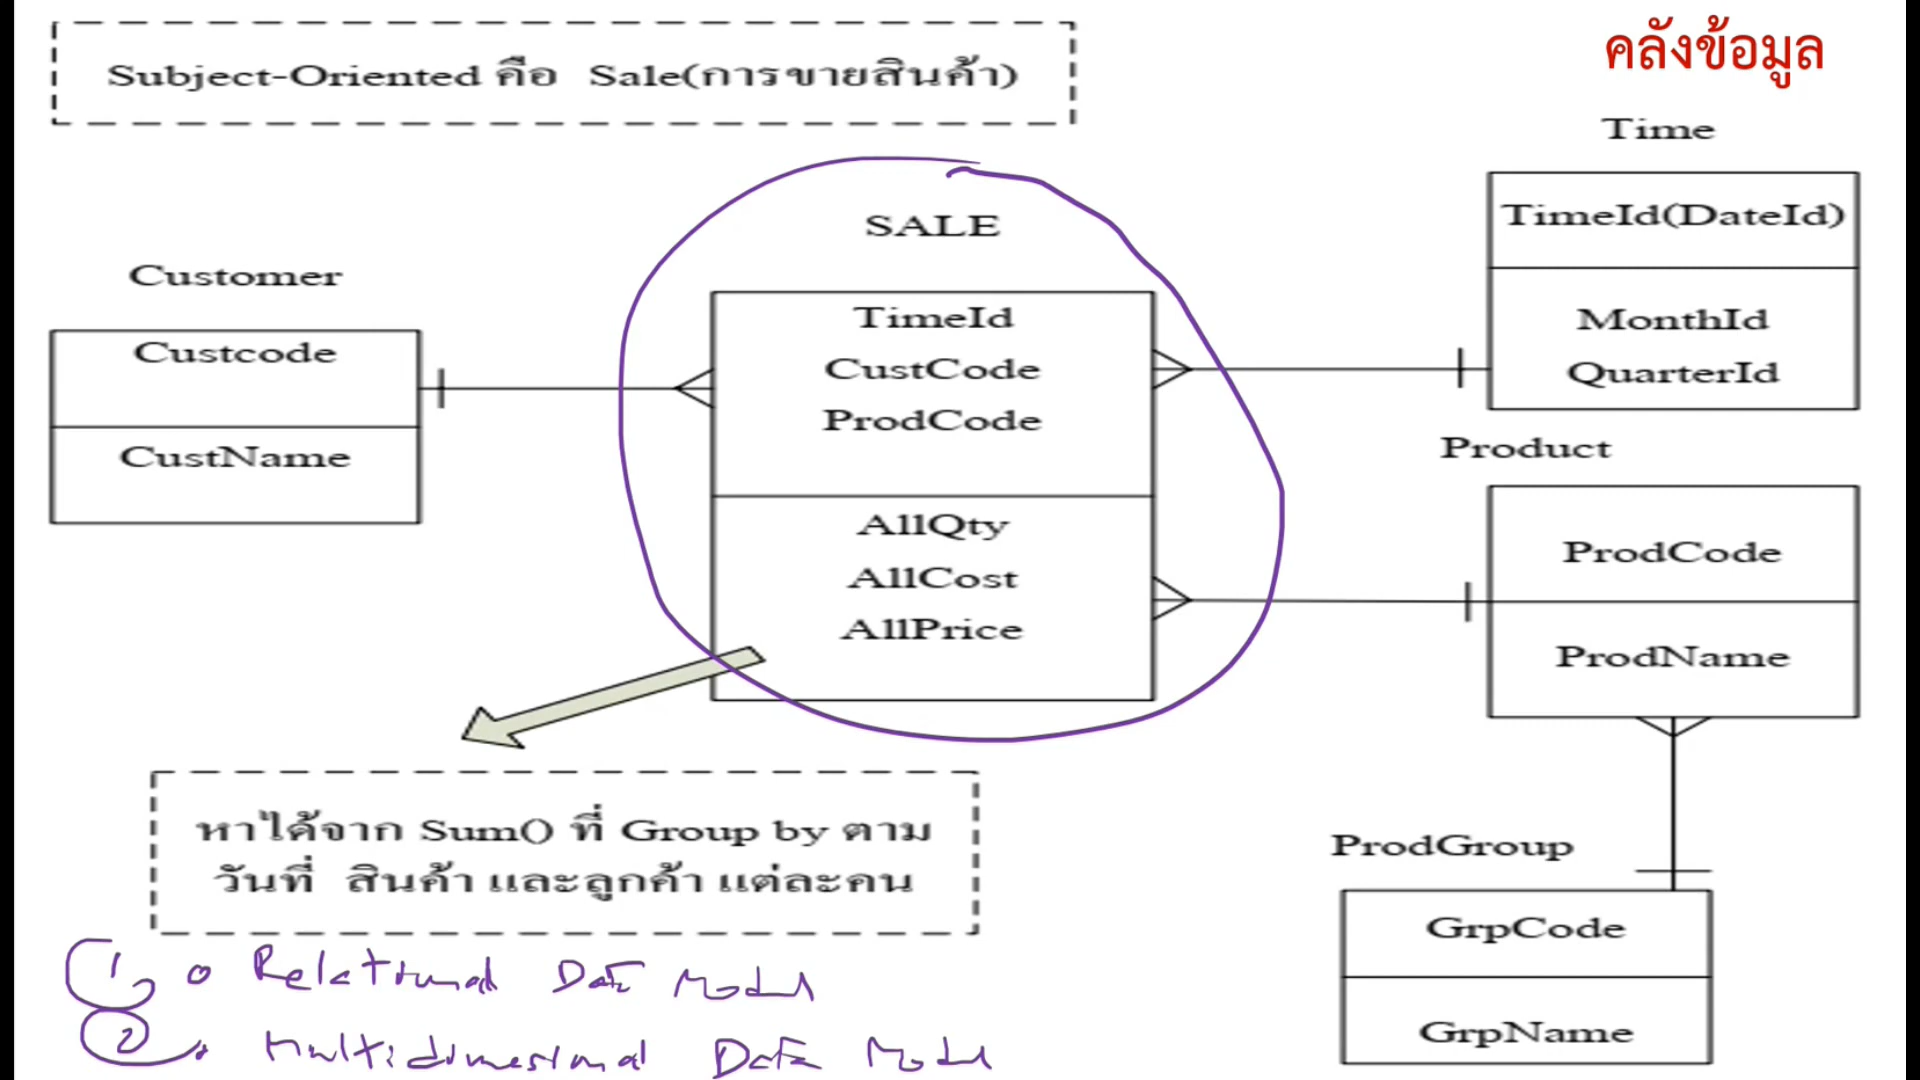 Subject-Oriented คือ Sale(การขายสินค้า)
คลังข้อมูล
Time
TimeId(DateId)
MonthId
QuarterId
SALE
TimeId
CustCode
ProdCode
AllQty
AllCost
AllPrice
Customer
Custcode
CustName
Product
ProdCode
ProdName
ProdGroup
GrpCode
GrpName
หาได้จาก Sum() ที่ Group by ตาม
วันที่ สินค้า และลูกค้า แต่ละคน
1. Relational Data Model
2. Multidimensional Data Model